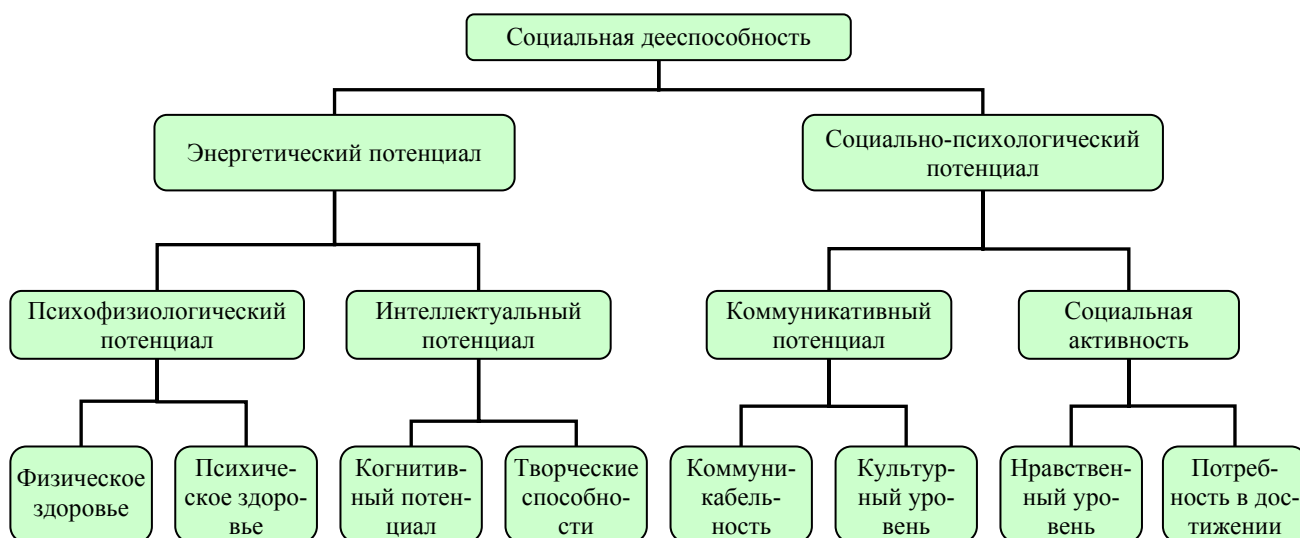 Социальная дееспособность
Энергетический потенциал
Социально-психологический
потенциал
Психофизиологический
потенциал
Интеллектуальный
потенциал
Коммуникативный
потенциал
Социальная
активность
Физическое
здоровье
Психиче-
ское здоро-
вье
Когнитив-
ный потен-
циал
Творческие
способно-
сти
Коммуни-
кабель-
ность
Культур-
ный уро-
вень
Нравствен-
ный уро-
вень
Потреб-
ность в дос-
тижении